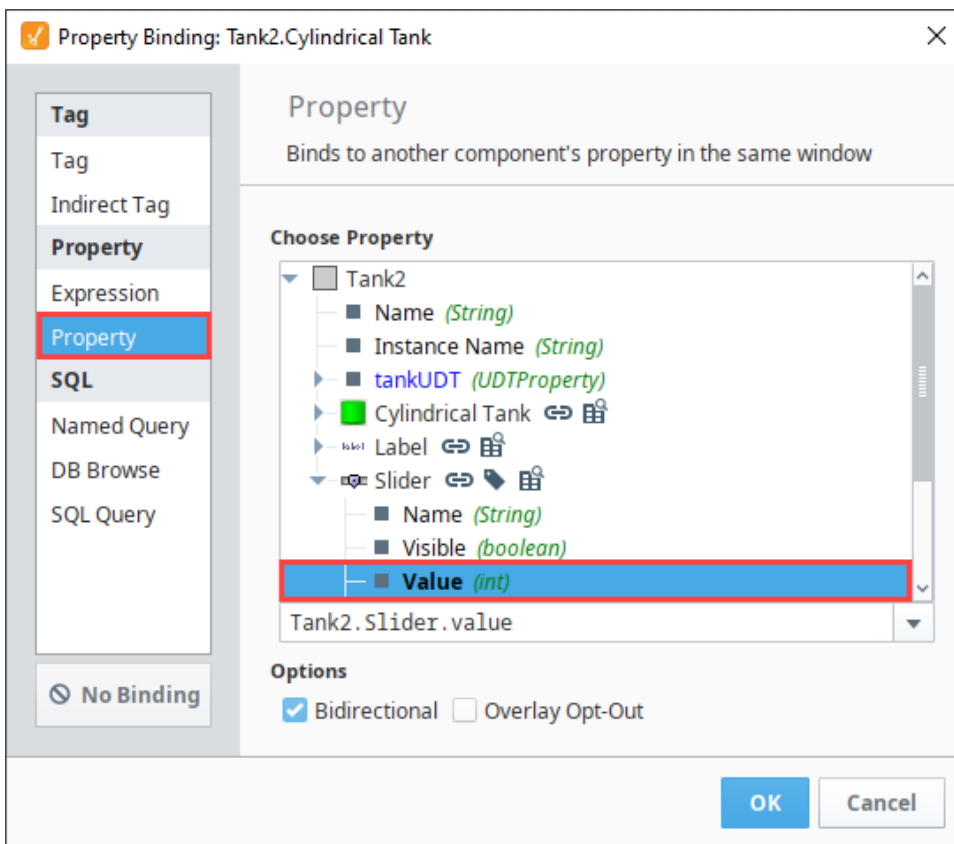 Property Binding: Tank2.Cylindrical Tank
Tag
Tag
Indirect Tag
Property
Expression
Property
SQL
Named Query
DB Browse
SQL Query
No Binding
Property
Binds to another component's property in the same window
Choose Property
Tank2
Name (String)
Instance Name (String)
tankUDT (UDTProperty)
Cylindrical Tank
label Label
Slider
Name (String)
Visible (boolean)
Value (int)
Tank2.Slider.value
Options
Bidirectional Overlay Opt-Out
OK Cancel